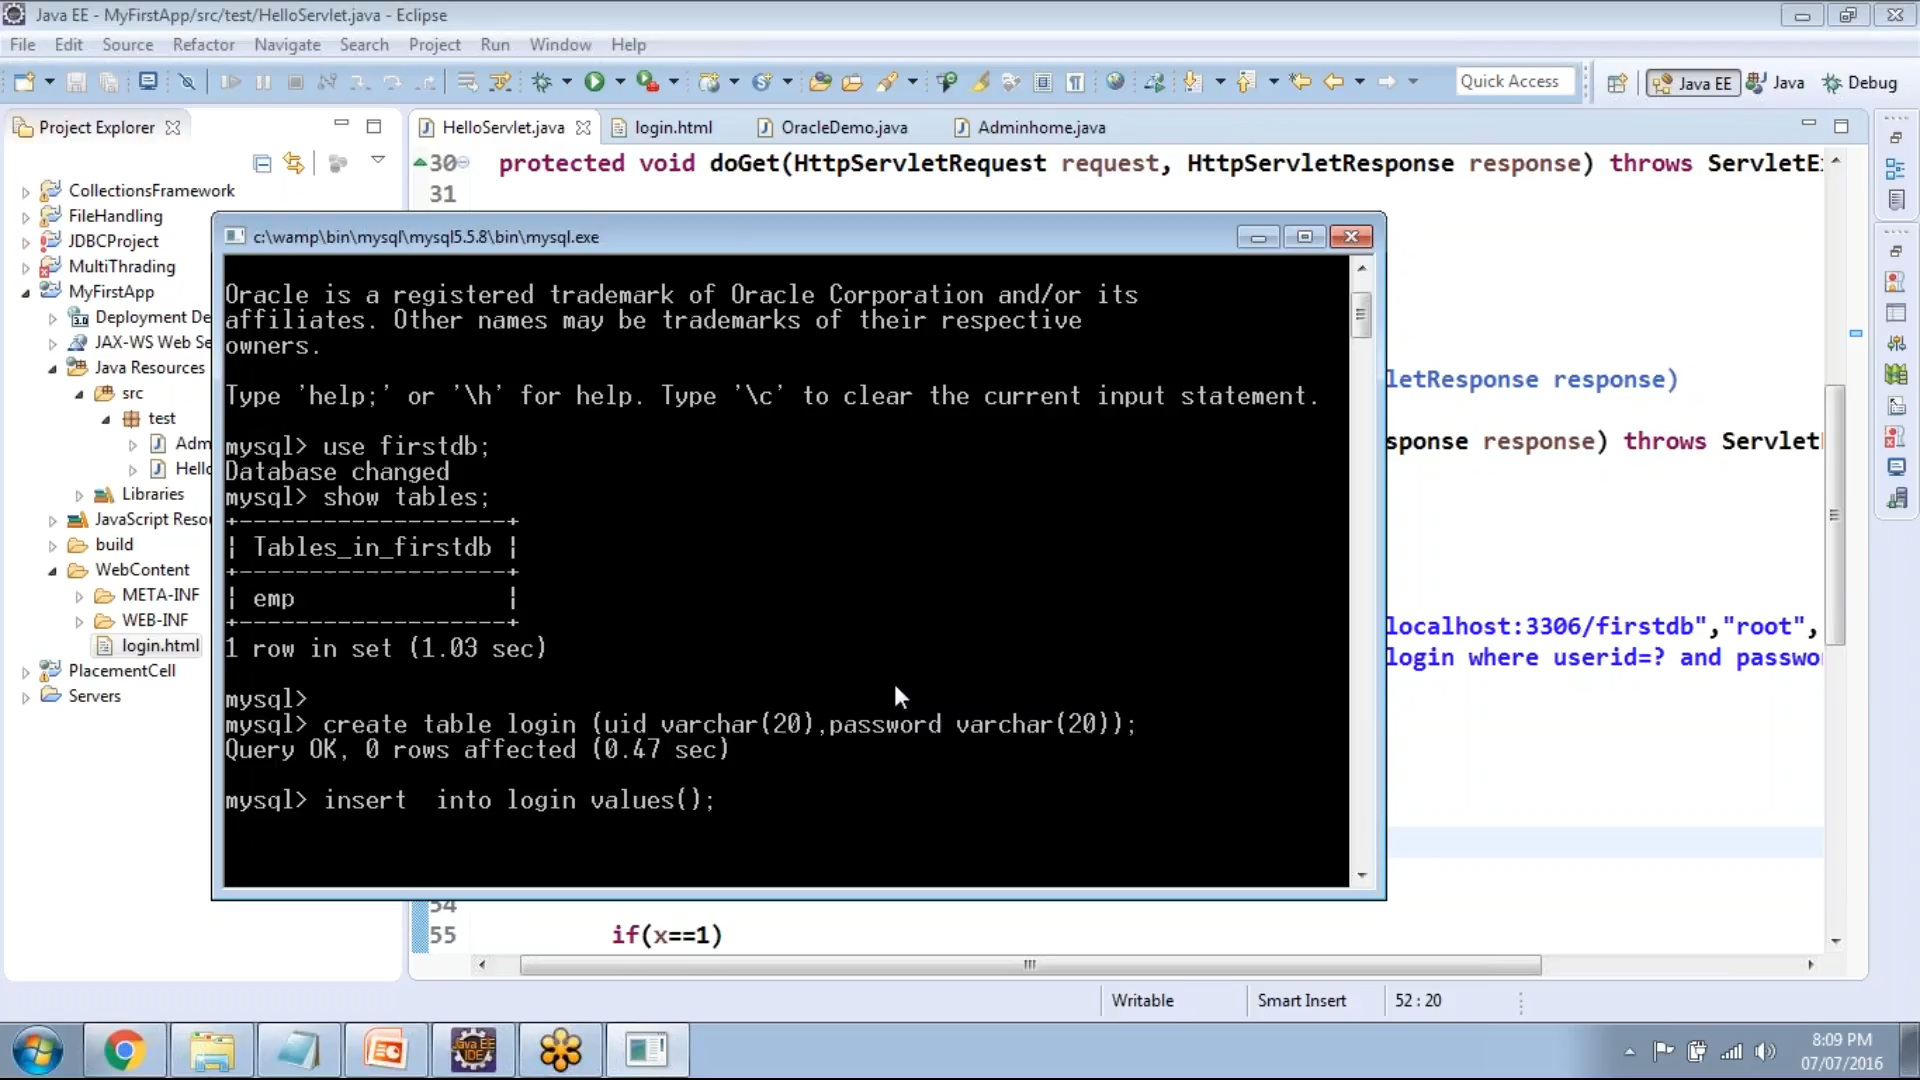 Java EE - MyFirstApp/src/test/HelloServlet.java - Eclipse
File Edit Source Refactor Navigate Search Project Run Window Help
Quick Access Java EE Java Debug
Project Explorer
HelloServlet.java login.html OracleDemo.java Adminhome.java
CollectionsFramework
FileHandling
JDBCProject
MultiThrading
MyFirstApp
Deployment De
JAX-WS Web Se
Java Resources
src
test
Adm
Hello
Libraries
JavaScript Reso
build
WebContent
META-INF
WEB-INF
login.html
PlacementCell
Servers
30 protected void doGet(HttpServletRequest request, HttpServletResponse response) throws ServletE
31
letResponse response)
sponse response) throws Servlet
localhost:3306/firstdb","root",
login where userid=? and passwo
54
55 if(x==1)
c:\wamp\bin\mysql\mysql5.5.8\bin\mysql.exe
Oracle is a registered trademark of Oracle Corporation and/or its
affiliates. Other names may be trademarks of their respective
owners.
Type 'help;' or '\h' for help. Type '\c' to clear the current input statement.
mysql> use firstdb;
Database changed
mysql> show tables;
+-------------------+
| Tables_in_firstdb |
+-------------------+
| emp               |
+-------------------+
1 row in set (1.03 sec)
mysql>
mysql> create table login (uid varchar(20),password varchar(20));
Query OK, 0 rows affected (0.47 sec)
mysql> insert  into login values();
Writable Smart Insert 52 : 20
Java EE IDE
8:09 PM
07/07/2016